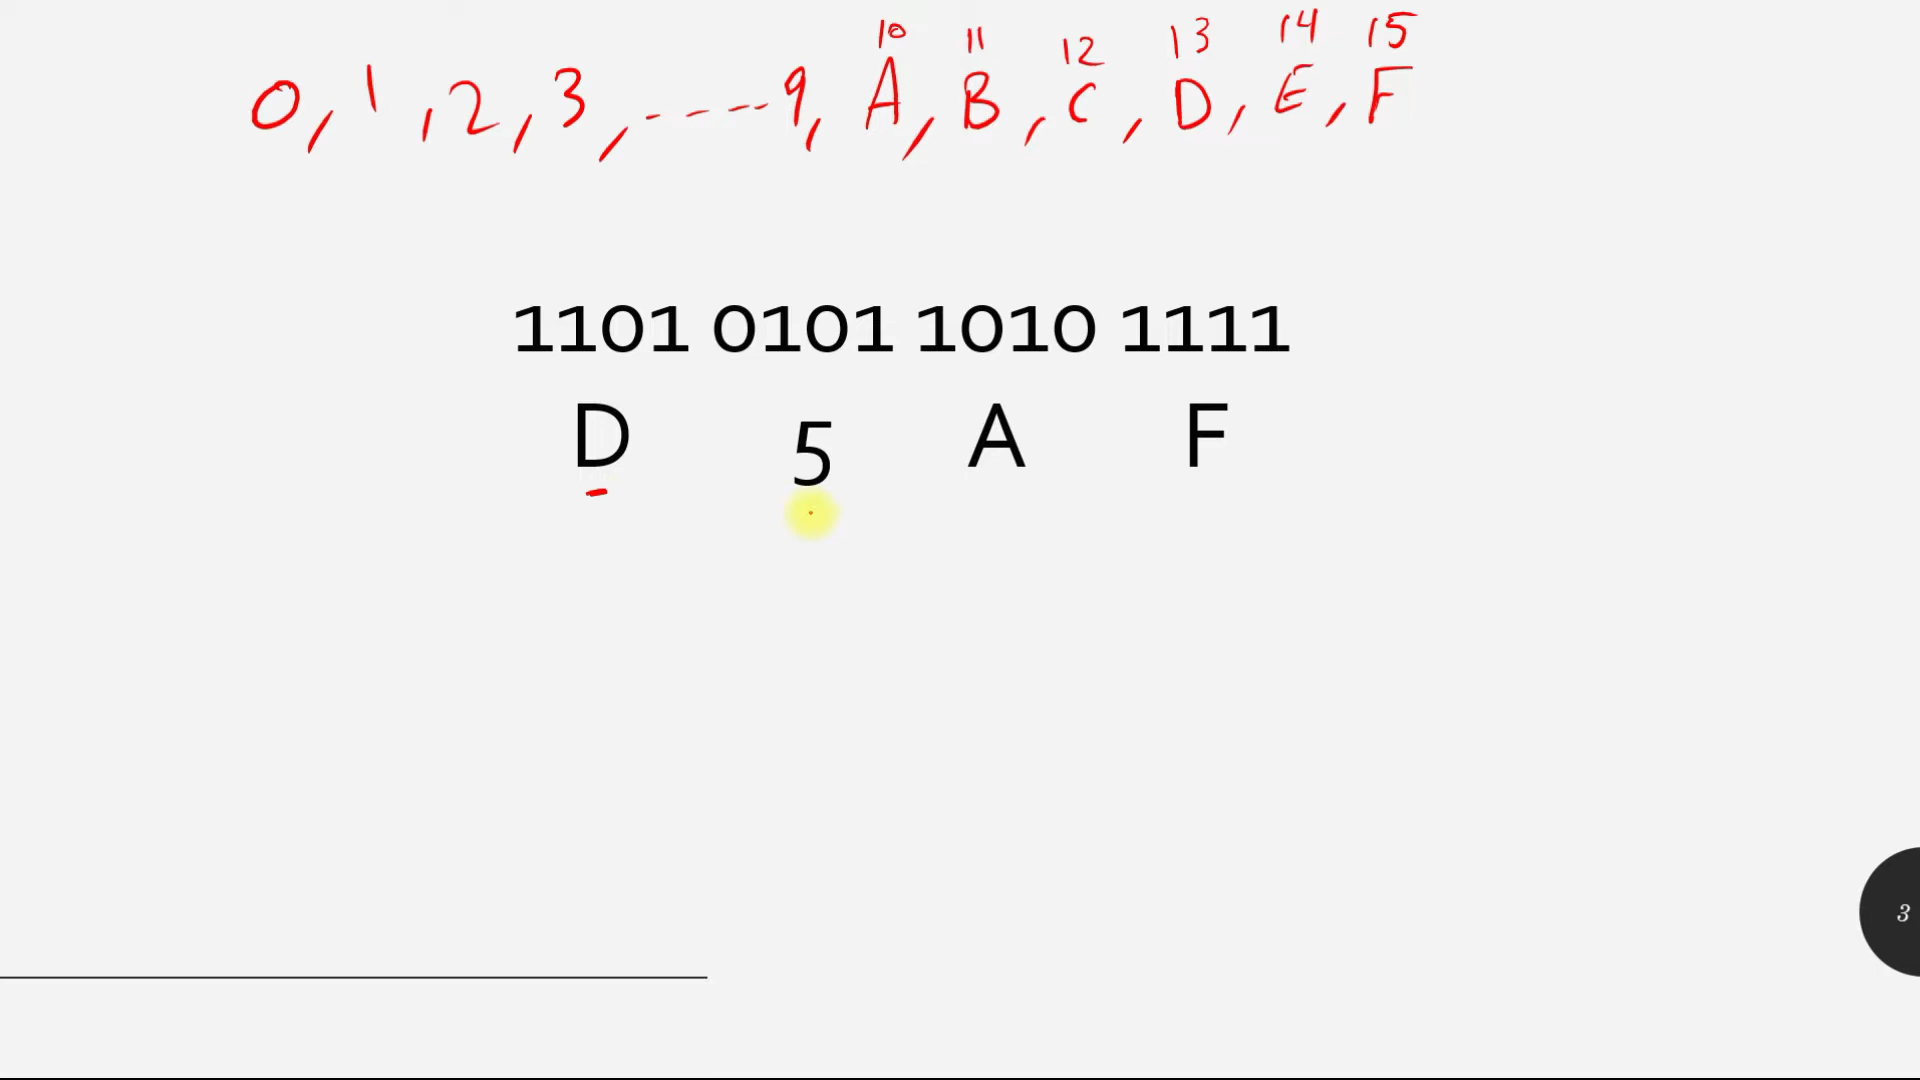 10 11 12 13 14 15
0, 1, 2, 3, ----9, A, B, C, D, E, F
1101 0101 1010 1111
D 5 A F
3